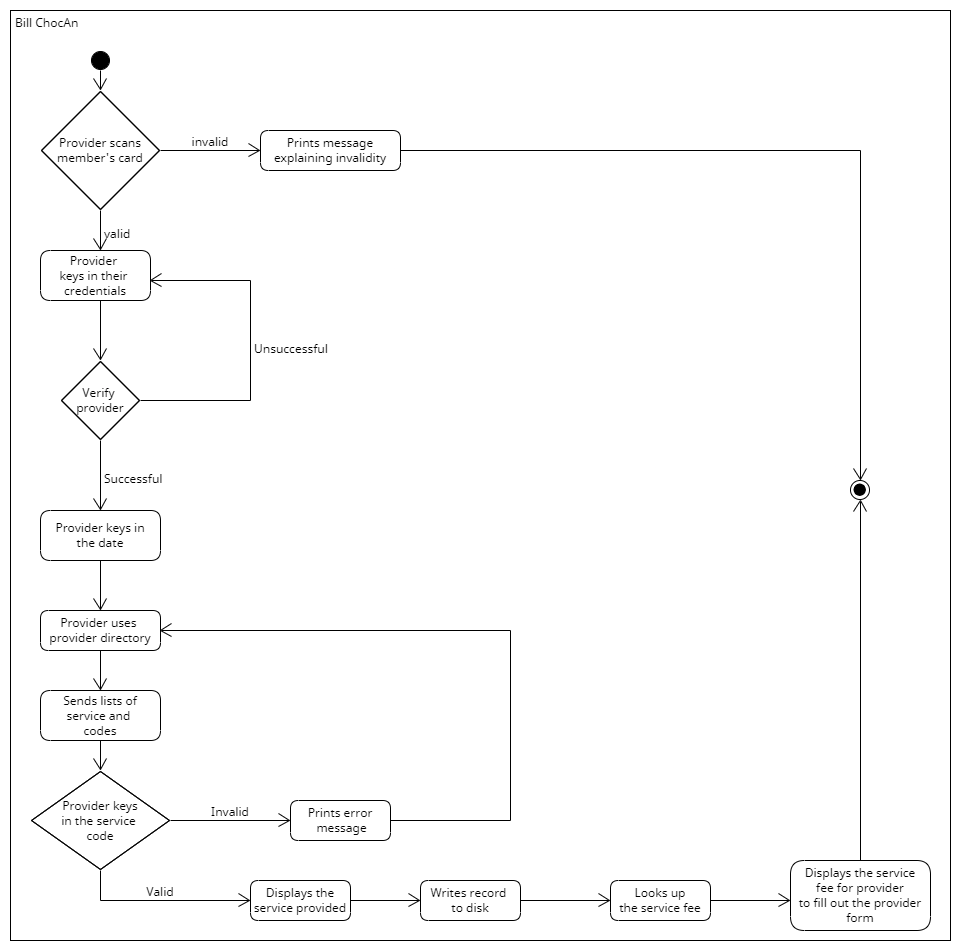 Bill ChocAn
Provider scans
member's card
invalid
Prints message
explaining invalidity
valid
Provider
keys in their
credentials
Unsuccessful
Verify
provider
Successful
Provider keys in
the date
Provider uses
provider directory
Sends lists of
service and
codes
Provider keys
in the service
code
Invalid
Prints error
message
Valid
Displays the
service provided
Writes record
to disk
Looks up
the service fee
Displays the service
fee for provider
to fill out the provider
form